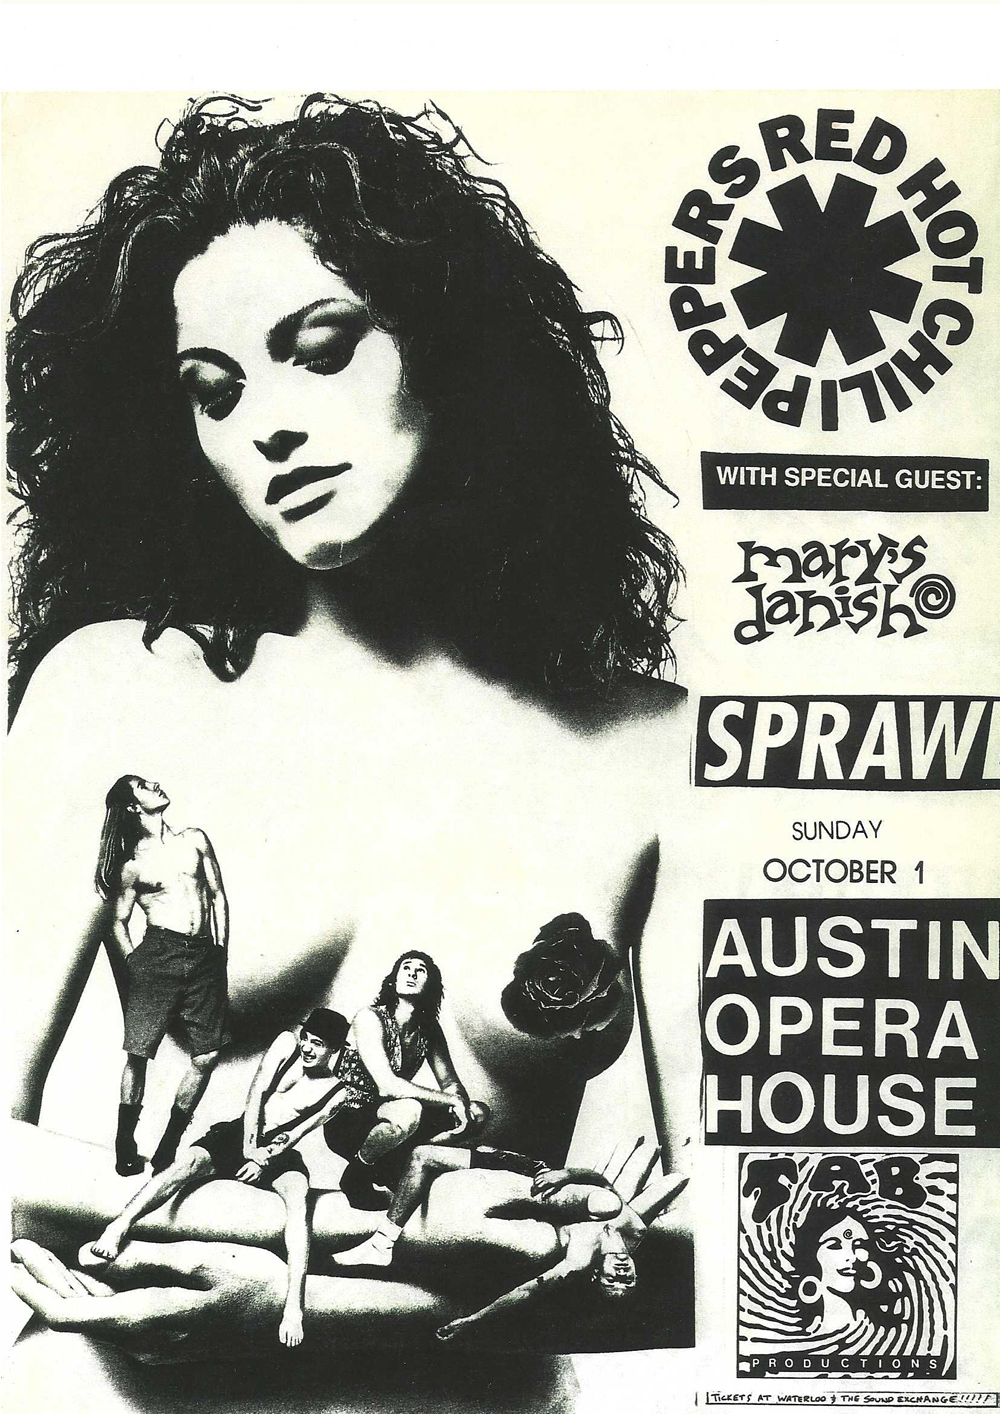 RED HOT CHILI PEPPERS
WITH SPECIAL GUEST:
mary's
danish
SPRAWL
SUNDAY
OCTOBER 1
AUSTIN
OPERA
HOUSE
TAB
PRODUCTIONS
TICKETS AT WATERLOO & THE SOUND EXCHANGE!!!!!